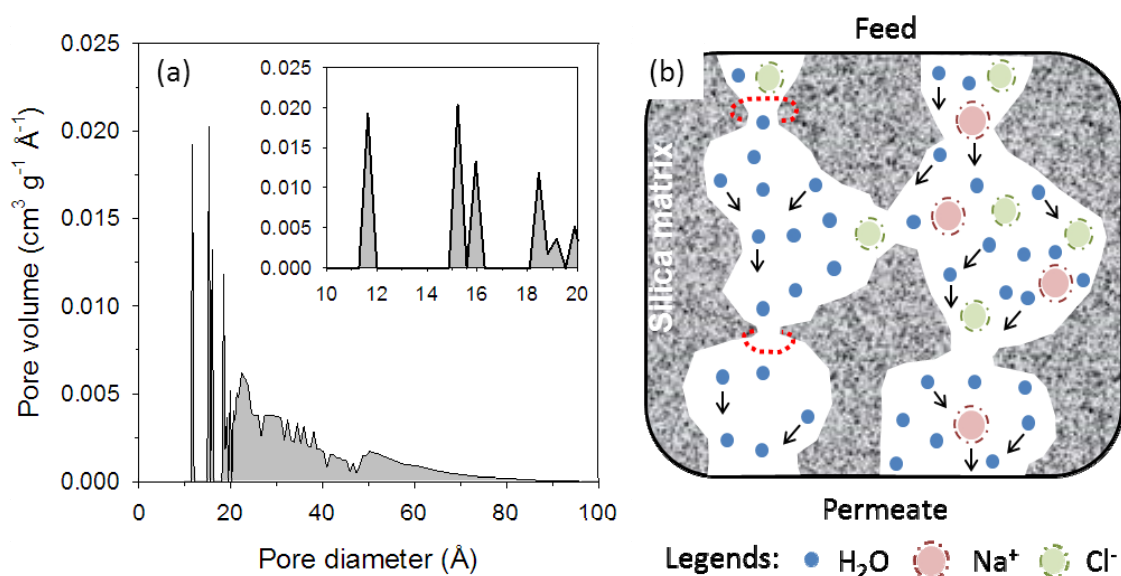 (a)
0.025
0.020
0.015
0.010
0.005
0.000
Pore volume (cm³ g⁻¹ Å⁻¹)
0 20 40 60 80 100
Pore diameter (Å)
0.025
0.020
0.015
0.010
0.005
0.000
10 12 14 16 18 20
Feed
(b)
Silica matrix
Permeate
Legends: H₂O Na⁺ Cl⁻